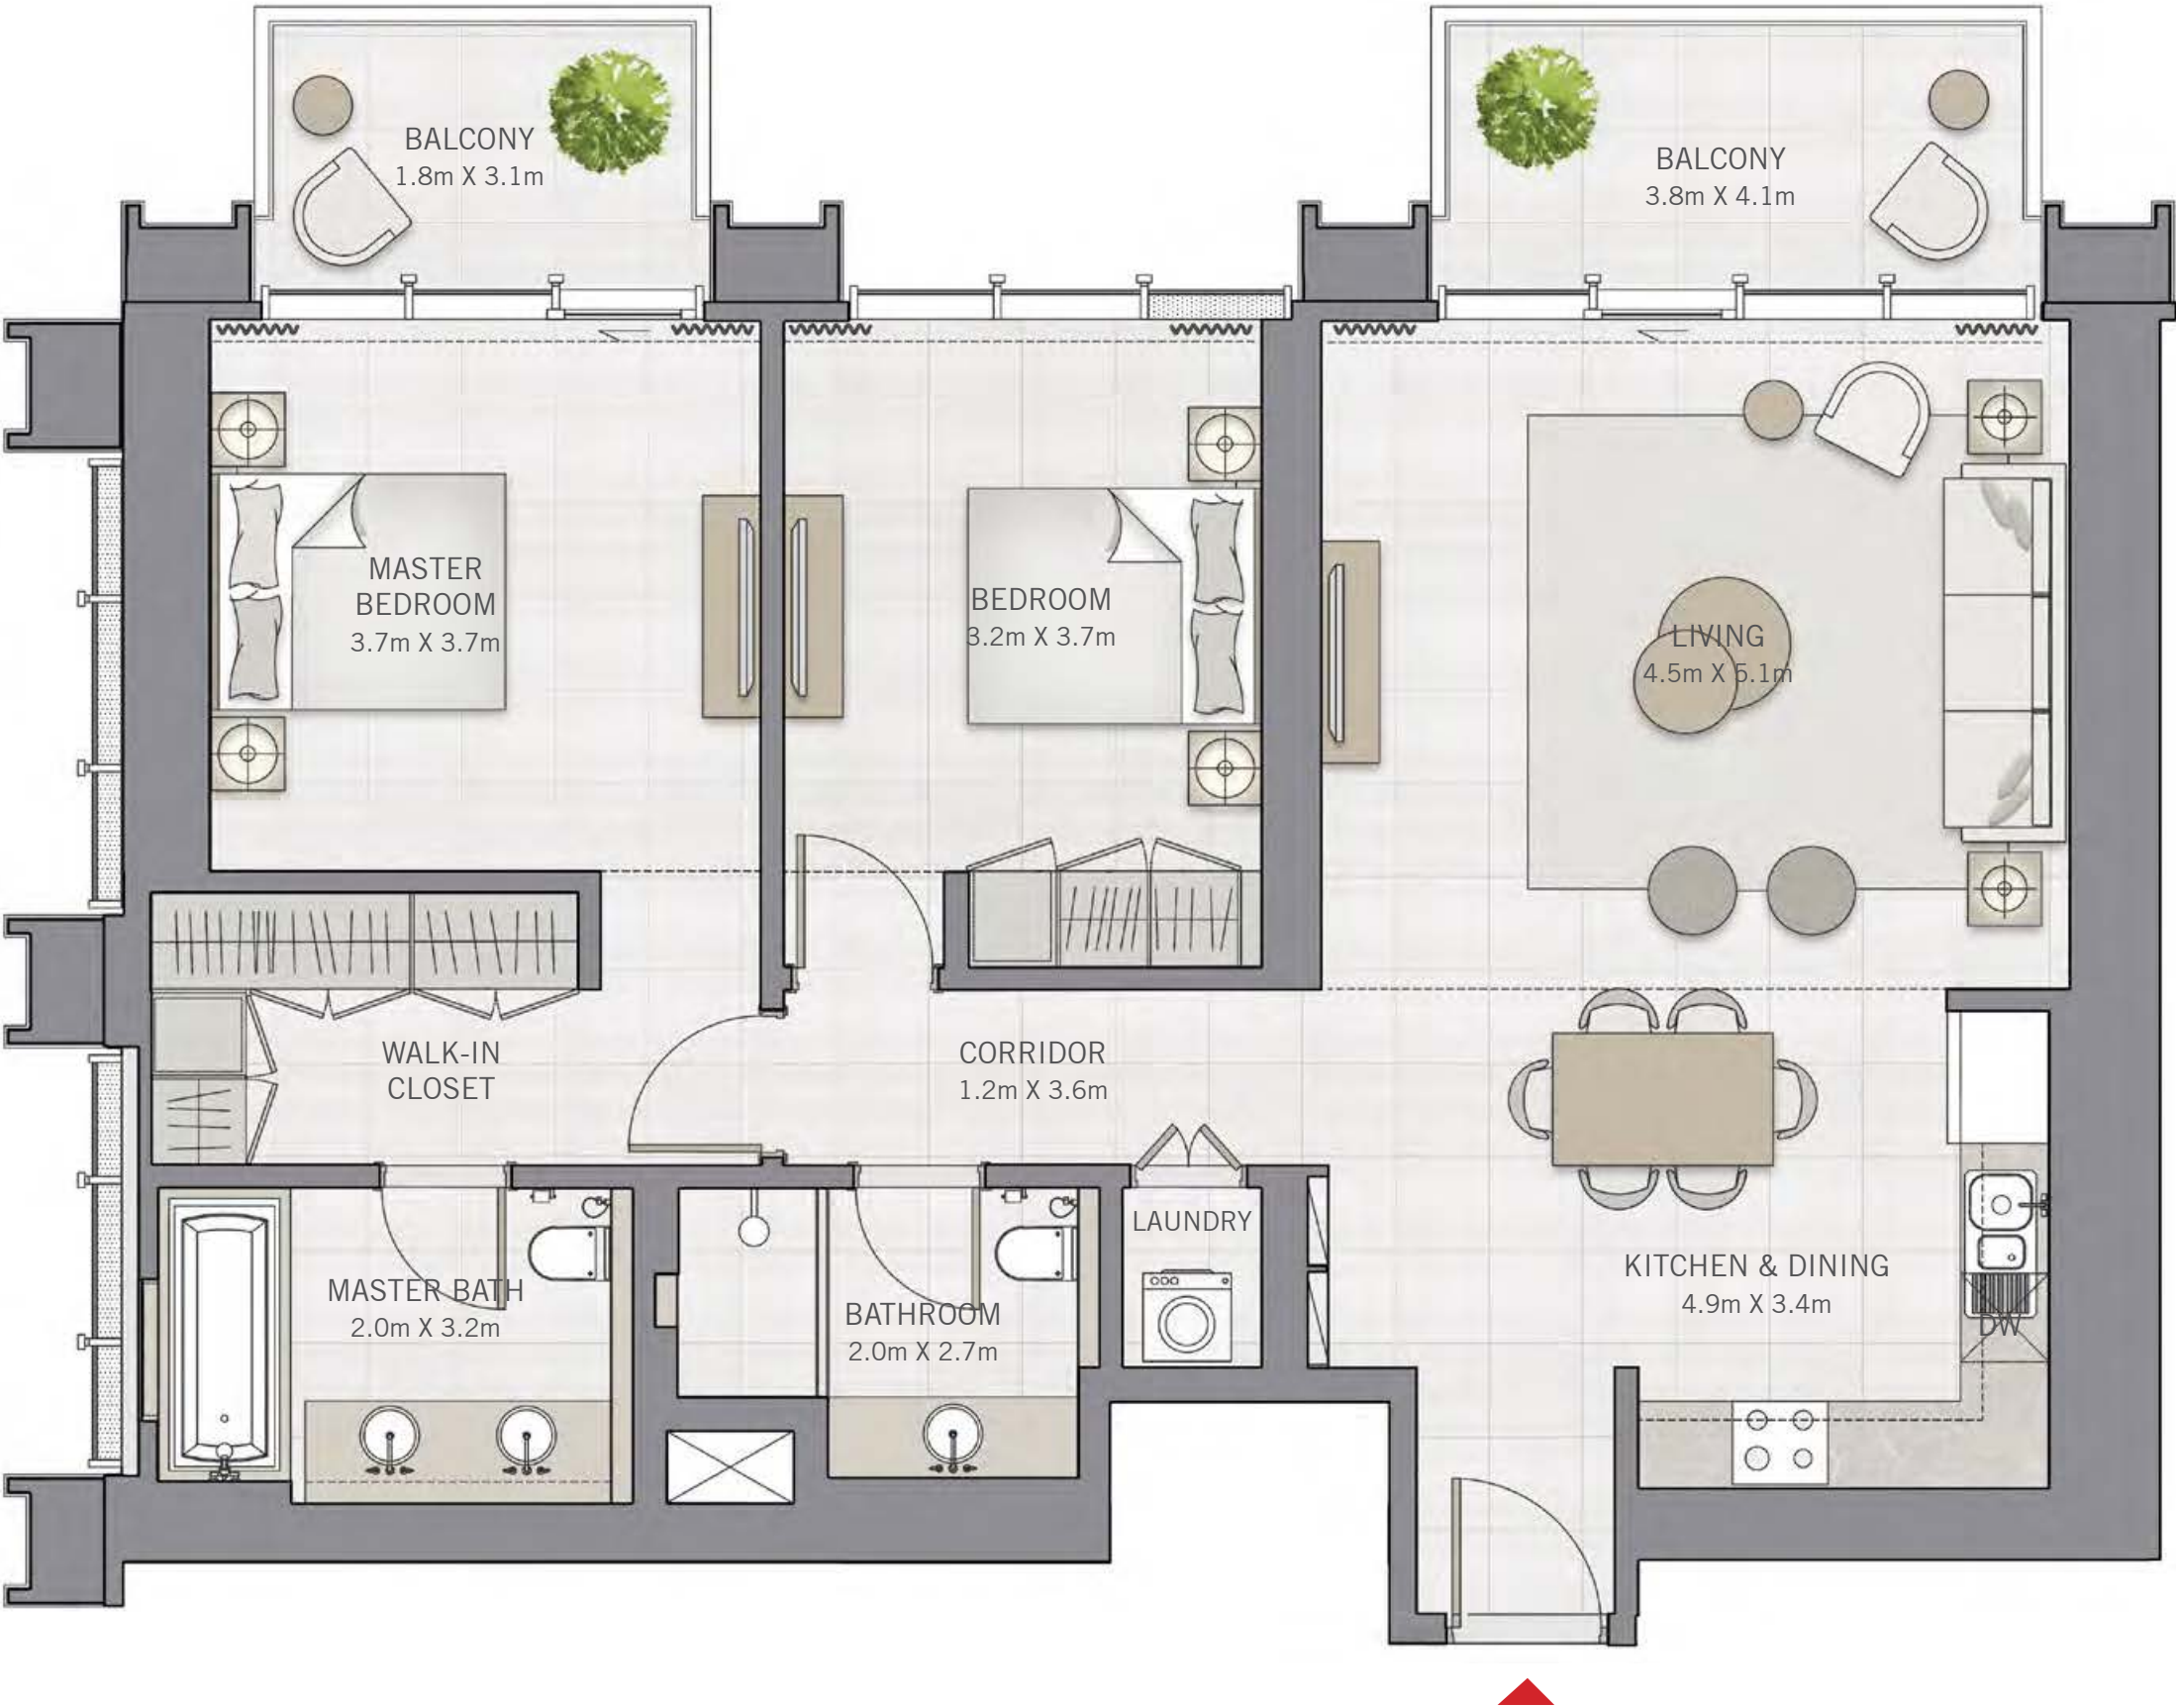 BALCONY
1.8m X 3.1m
BALCONY
3.8m X 4.1m
MASTER
BEDROOM
3.7m X 3.7m
BEDROOM
3.2m X 3.7m
LIVING
4.5m X 5.1m
WALK-IN
CLOSET
CORRIDOR
1.2m X 3.6m
LAUNDRY
MASTER BATH
2.0m X 3.2m
BATHROOM
2.0m X 2.7m
KITCHEN & DINING
4.9m X 3.4m
DW